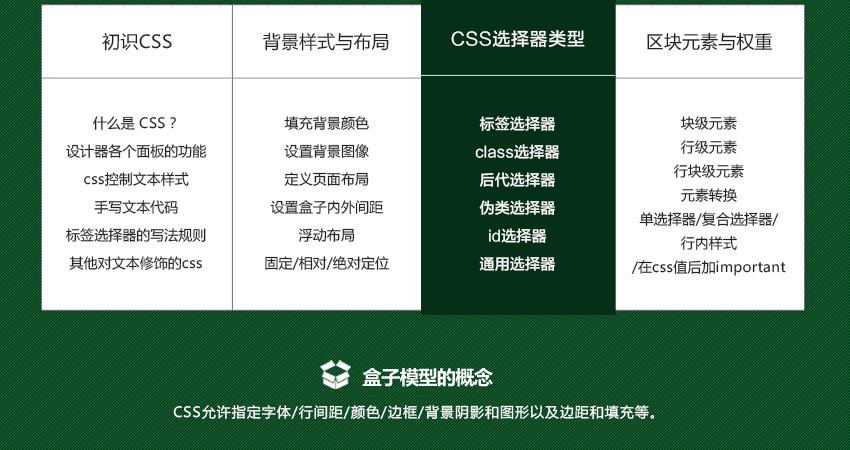 初识CSS
什么是 CSS？
设计器各个面板的功能
css控制文本样式
手写文本代码
标签选择器的写法规则
其他对文本修饰的css
背景样式与布局
填充背景颜色
设置背景图像
定义页面布局
设置盒子内外间距
浮动布局
固定/相对/绝对定位
CSS选择器类型
标签选择器
class选择器
后代选择器
伪类选择器
id选择器
通用选择器
区块元素与权重
块级元素
行级元素
行块级元素
元素转换
单选择器/复合选择器/
行内样式
/在css值后加important
盒子模型的概念
CSS允许指定字体/行间距/颜色/边框/背景阴影和图形以及边距和填充等。